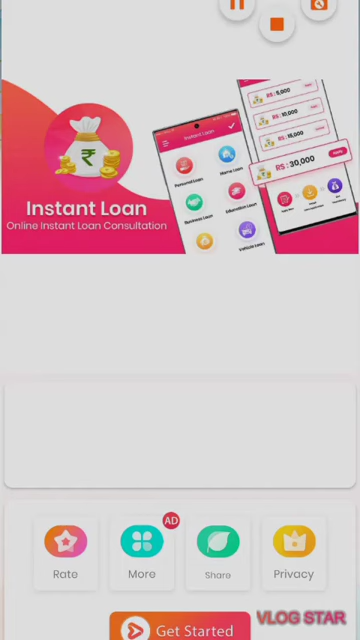 Instant Loan
RS : 5,000
RS : 10,000
RS : 15,000
RS : 30,000
Personal Loan
Home Loan
Business Loan
Education Loan
Vehicle Loan
Instant Loan
Online Instant Loan Consultation
AD
Rate
More
Share
Privacy
VLOG STAR
Get Started